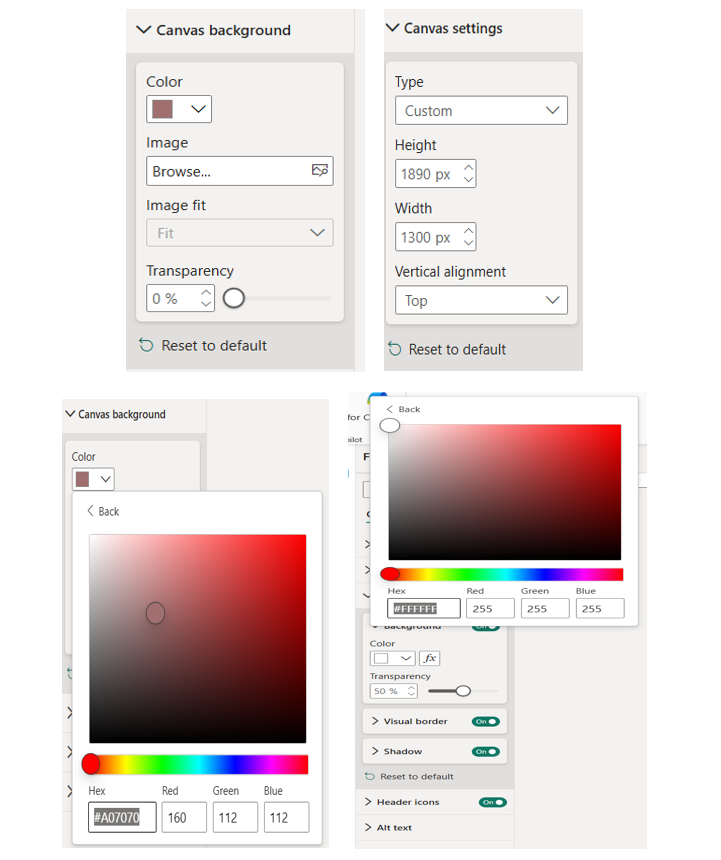 Canvas background
Color
Image
Browse...
Image fit
Fit
Transparency
0 %
Reset to default
Canvas settings
Type
Custom
Height
1890 px
Width
1300 px
Vertical alignment
Top
Reset to default
Canvas background
Color
Back
Hex Red Green Blue
#A07070 160 112 112
for C
pilot
F
Back
Hex Red Green Blue
#FFFFFF 255 255 255
Background On
Color
fx
Transparency
50 %
Visual border On
Shadow On
Reset to default
Header icons On
Alt text